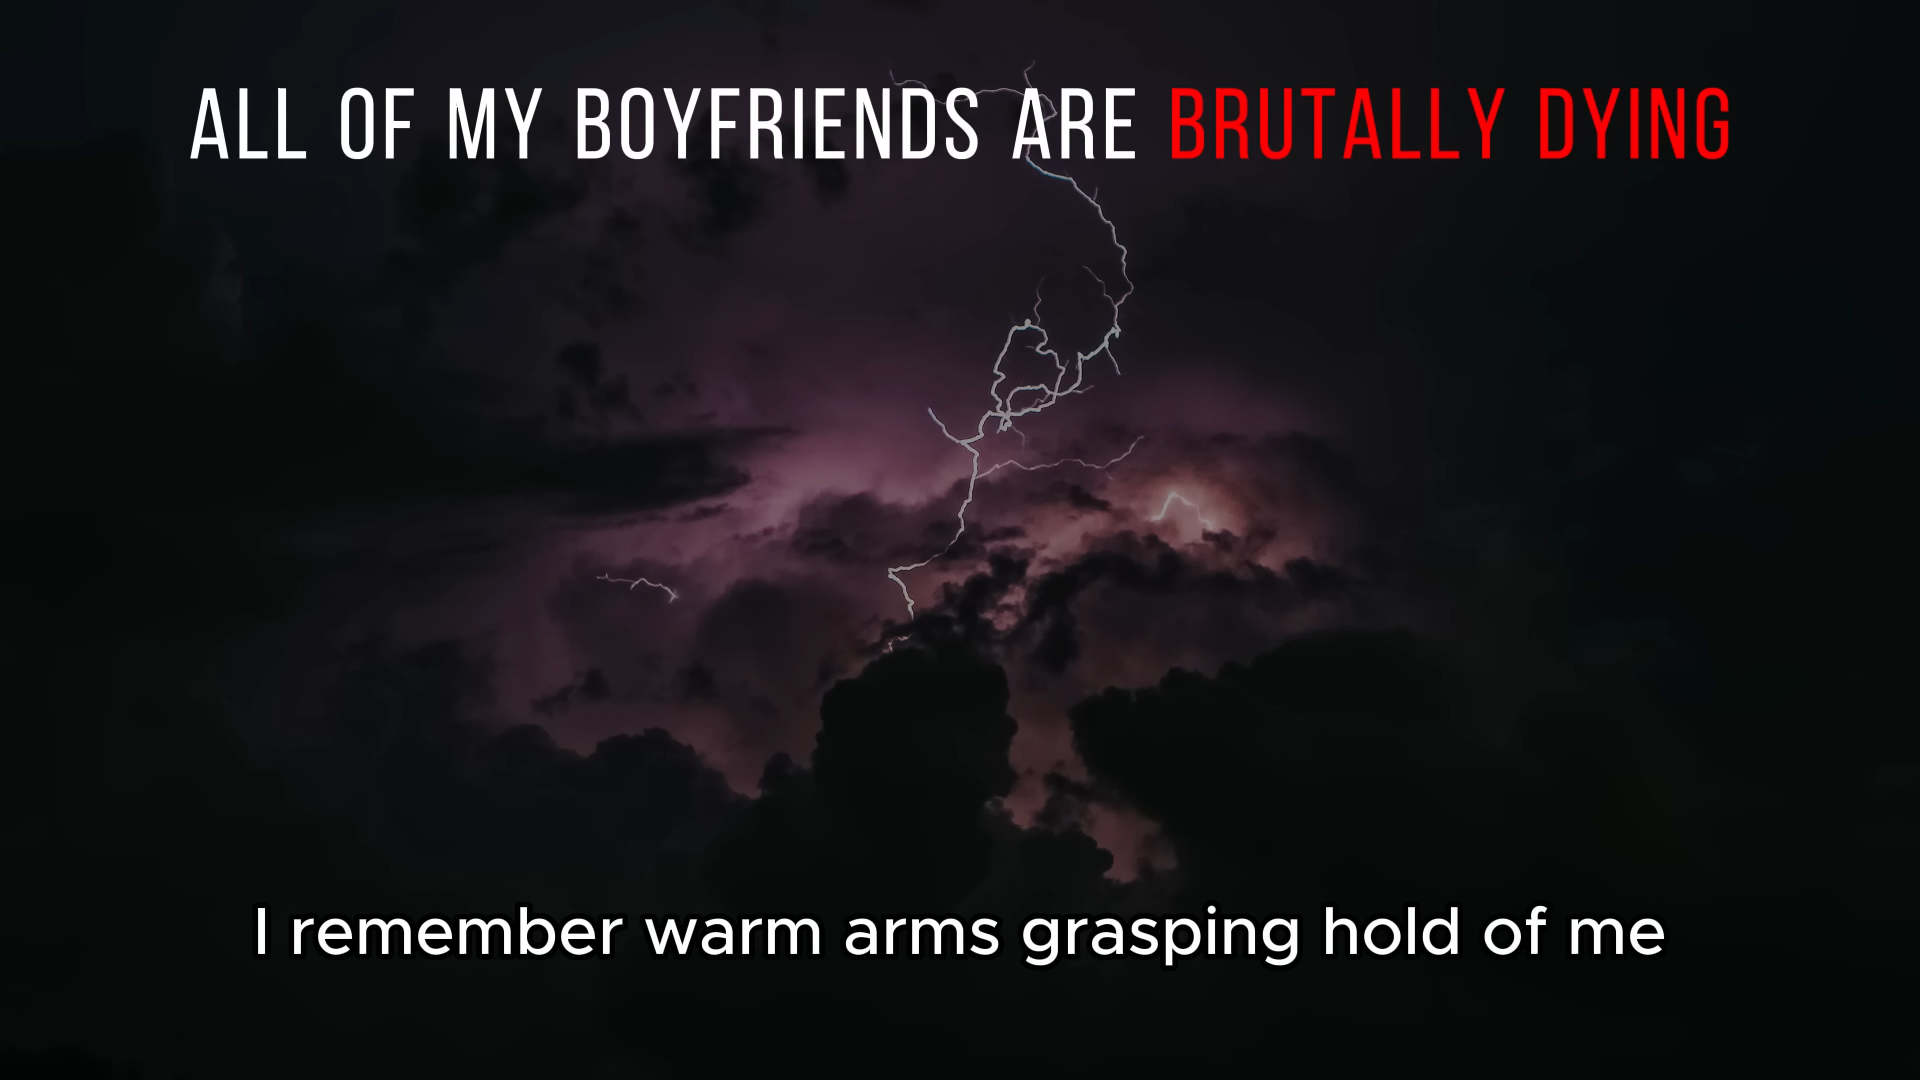 ALL OF MY BOYFRIENDS ARE BRUTALLY DYING
I remember warm arms grasping hold of me